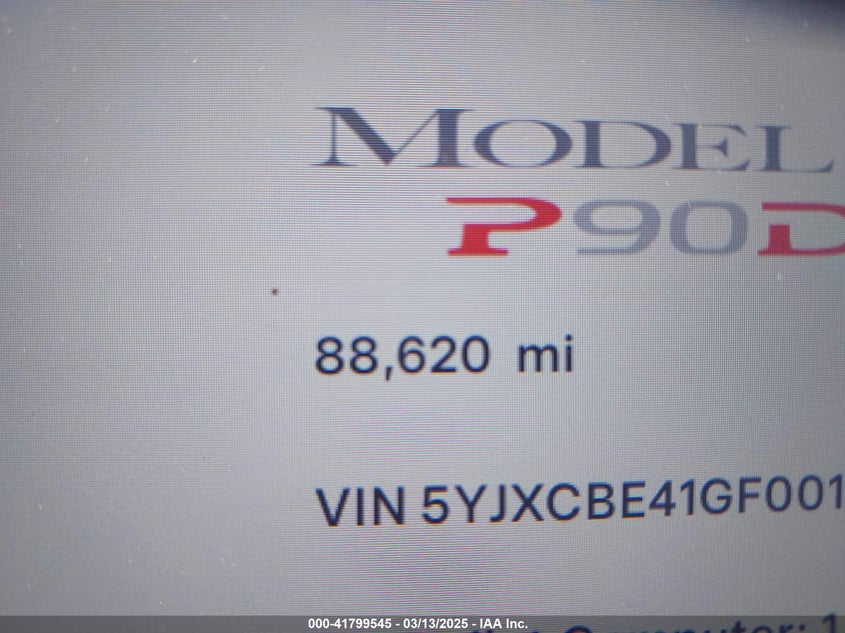 MODEL
P90D
88,620 mi
VIN 5YJXCBE41GF001
000-41799545 - 03/13/2025 - IAA Inc.